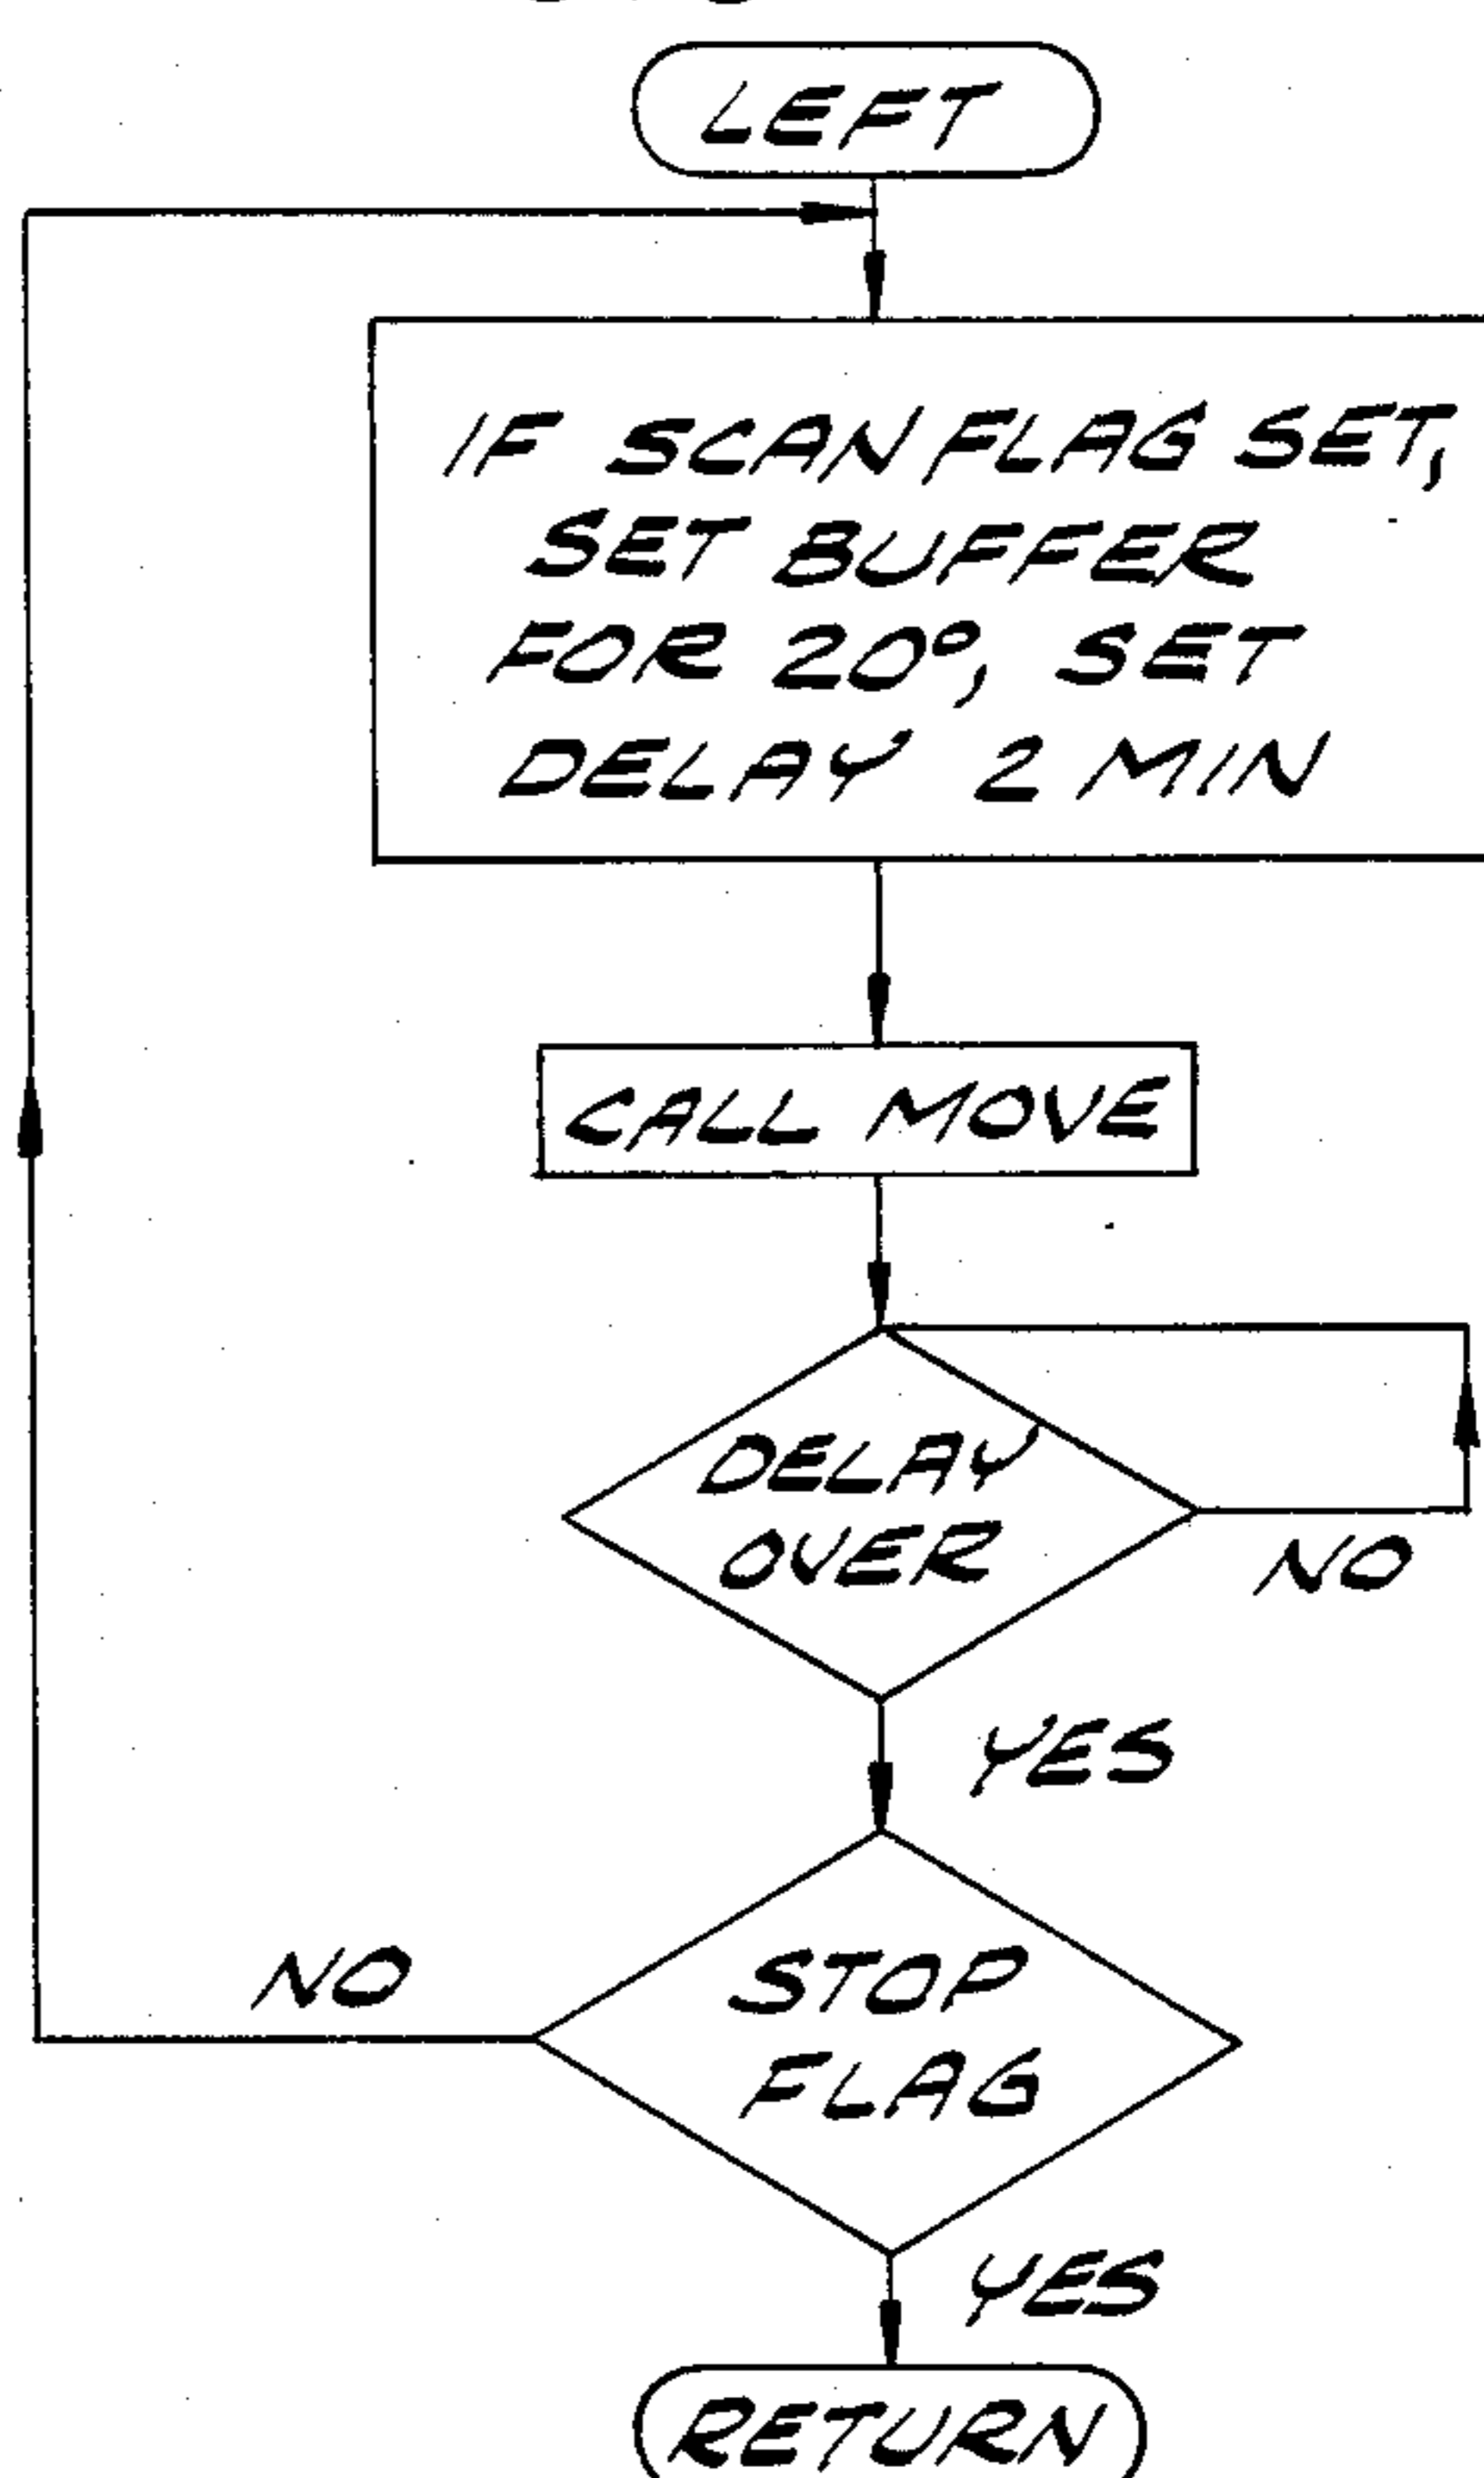 LEFT
IF SCAN FLAG SET,
SET BUFFER
FOR 20°, SET
DELAY 2 MIN
CALL MOVE
DELAY
OVER
NO
YES
NO
STOP
FLAG
YES
RETURN